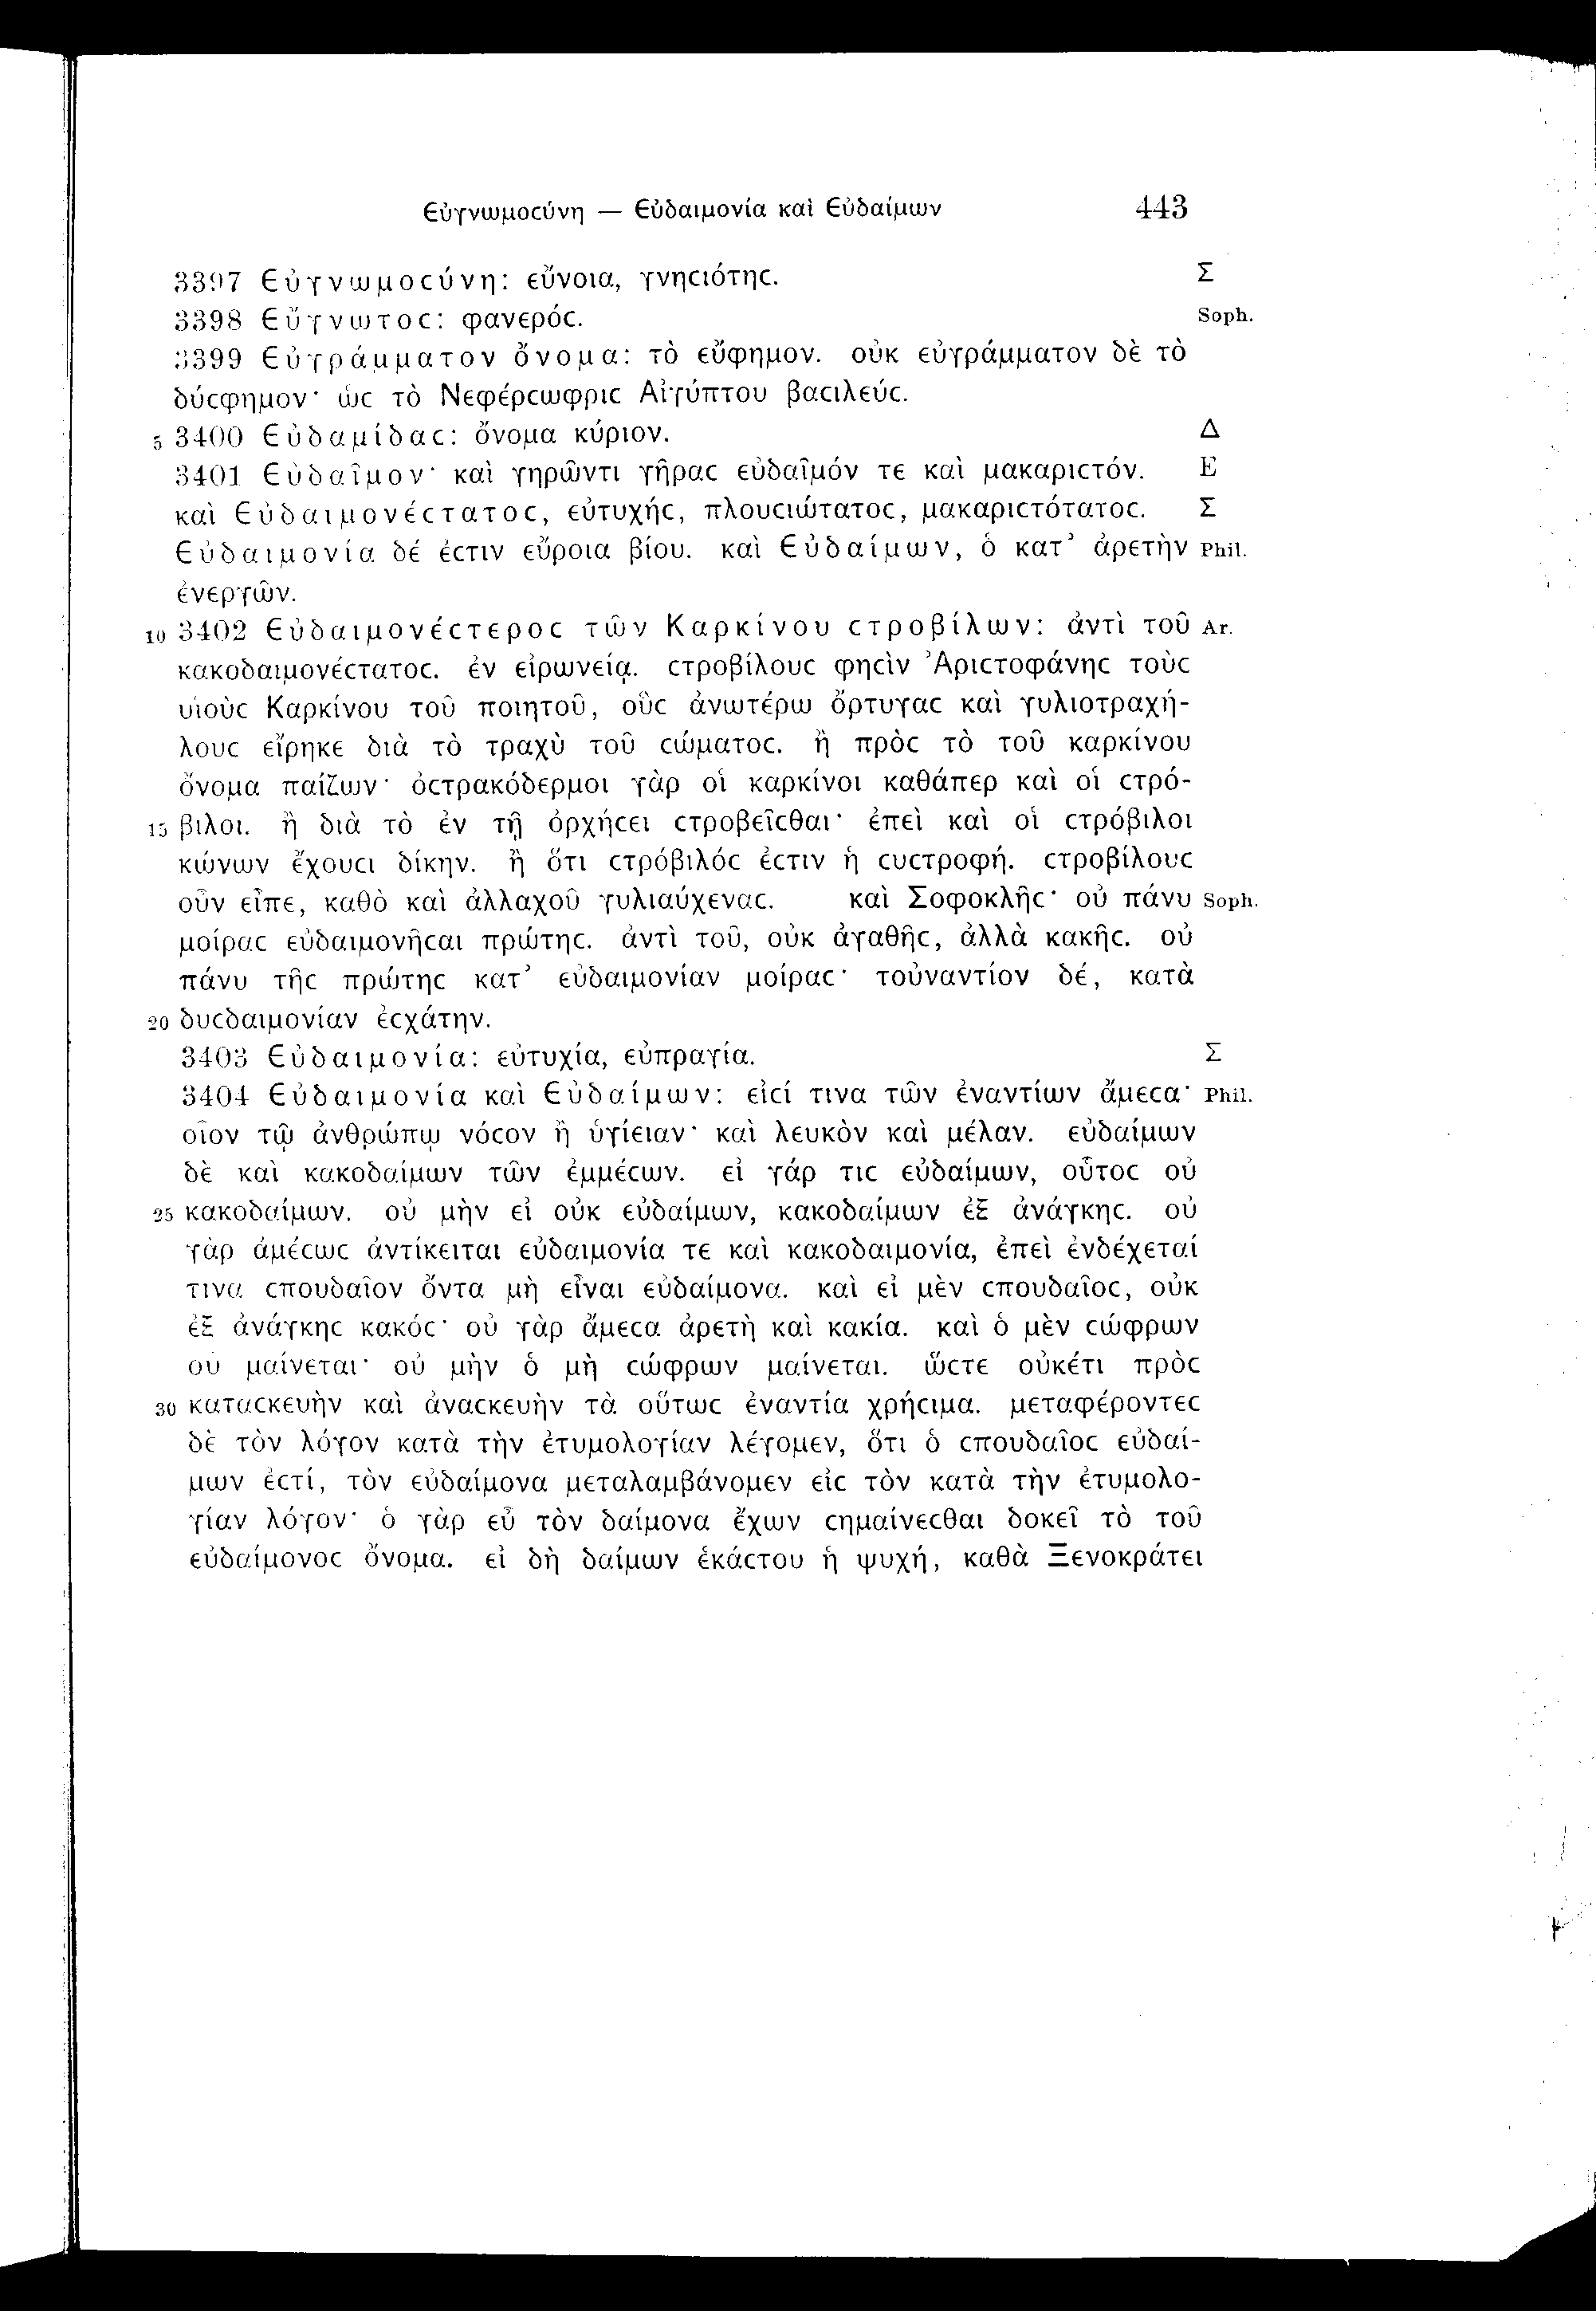 Εὐγνωμοϲύνη — Εὐδαιμονία καὶ Εὐδαίμων 443
3397 Εὐγνωμοϲύνη: εὔνοια, γνηϲιότηϲ. Σ
3398 Εὔγνωτοϲ: φανερόϲ. Soph.
3399 Εὐγράμματον ὄνομα: τὸ εὔφημον. οὐκ εὐγράμματον δὲ τὸ
δύϲφημον· ὡϲ τὸ Νεφέρϲωφριϲ Αἰγύπτου βαϲιλεύϲ.
5 3400 Εὐδαμίδαϲ: ὄνομα κύριον. Δ
3401 Εὐδαῖμον· καὶ γηρῶντι γῆραϲ εὐδαῖμόν τε καὶ μακαριϲτόν. E
καὶ Εὐδαιμονέϲτατοϲ, εὐτυχήϲ, πλουϲιώτατοϲ, μακαριϲτότατοϲ. Σ
Εὐδαιμονία δέ ἐϲτιν εὔροια βίου. καὶ Εὐδαίμων, ὁ κατ’ ἀρετὴν Phil.
ἐνεργῶν.
10 3402 Εὐδαιμονέϲτεροϲ τῶν Καρκίνου ϲτροβίλων: ἀντὶ τοῦ Ar.
κακοδαιμονέϲτατοϲ. ἐν εἰρωνείᾳ. ϲτροβίλουϲ φηϲὶν Ἀριϲτοφάνηϲ τοὺϲ
υἱοὺϲ Καρκίνου τοῦ ποιητοῦ, οὓϲ ἀνωτέρω ὄρτυγαϲ καὶ γυλιοτραχή-
λουϲ εἴρηκε διὰ τὸ τραχὺ τοῦ ϲώματοϲ. ἢ πρὸϲ τὸ τοῦ καρκίνου
ὄνομα παίζων· ὀϲτρακόδερμοι γὰρ οἱ καρκίνοι καθάπερ καὶ οἱ ϲτρό-
15 βιλοι. ἢ διὰ τὸ ἐν τῇ ὀρχήϲει ϲτροβεῖϲθαι· ἐπεὶ καὶ οἱ ϲτρόβιλοι
κώνων ἔχουϲι δίκην. ἢ ὅτι ϲτρόβιλόϲ ἐϲτιν ἡ ϲυϲτροφή. ϲτροβίλουϲ
οὖν εἶπε, καθὸ καὶ ἀλλαχοῦ γυλιαύχεναϲ. καὶ Σοφοκλῆϲ· οὐ πάνυ Soph.
μοίραϲ εὐδαιμονῆϲαι πρώτηϲ. ἀντὶ τοῦ, οὐκ ἀγαθῆϲ, ἀλλὰ κακῆϲ. οὐ
πάνυ τῆϲ πρώτηϲ κατ’ εὐδαιμονίαν μοίραϲ· τοὐναντίον δέ, κατὰ
20 δυϲδαιμονίαν ἐϲχάτην.
3403 Εὐδαιμονία: εὐτυχία, εὐπραγία. Σ
3404 Εὐδαιμονία καὶ Εὐδαίμων: εἰϲί τινα τῶν ἐναντίων ἄμεϲα· Phil.
οἷον τῷ ἀνθρώπῳ νόϲον ἢ ὑγίειαν· καὶ λευκὸν καὶ μέλαν. εὐδαίμων
δὲ καὶ κακοδαίμων τῶν ἐμμέϲων. εἰ γάρ τιϲ εὐδαίμων, οὗτοϲ οὐ
25 κακοδαίμων. οὐ μὴν εἰ οὐκ εὐδαίμων, κακοδαίμων ἐξ ἀνάγκηϲ. οὐ
γὰρ ἀμέϲωϲ ἀντίκειται εὐδαιμονία τε καὶ κακοδαιμονία, ἐπεὶ ἐνδέχεταί
τινα ϲπουδαῖον ὄντα μὴ εἶναι εὐδαίμονα. καὶ εἰ μὲν ϲπουδαῖοϲ, οὐκ
ἐξ ἀνάγκηϲ κακόϲ· οὐ γὰρ ἄμεϲα ἀρετὴ καὶ κακία. καὶ ὁ μὲν ϲώφρων
οὐ μαίνεται· οὐ μὴν ὁ μὴ ϲώφρων μαίνεται. ὥϲτε οὐκέτι πρὸϲ
30 καταϲκευὴν καὶ ἀναϲκευὴν τὰ οὕτωϲ ἐναντία χρήϲιμα. μεταφέροντεϲ
δὲ τὸν λόγον κατὰ τὴν ἐτυμολογίαν λέγομεν, ὅτι ὁ ϲπουδαῖοϲ εὐδαί-
μων ἐϲτί, τὸν εὐδαίμονα μεταλαμβάνομεν εἰϲ τὸν κατὰ τὴν ἐτυμολο-
γίαν λόγον· ὁ γὰρ εὖ τὸν δαίμονα ἔχων ϲημαίνεϲθαι δοκεῖ τὸ τοῦ
εὐδαίμονοϲ ὄνομα. εἰ δὴ δαίμων ἑκάϲτου ἡ ψυχή, καθὰ Ξενοκράτει